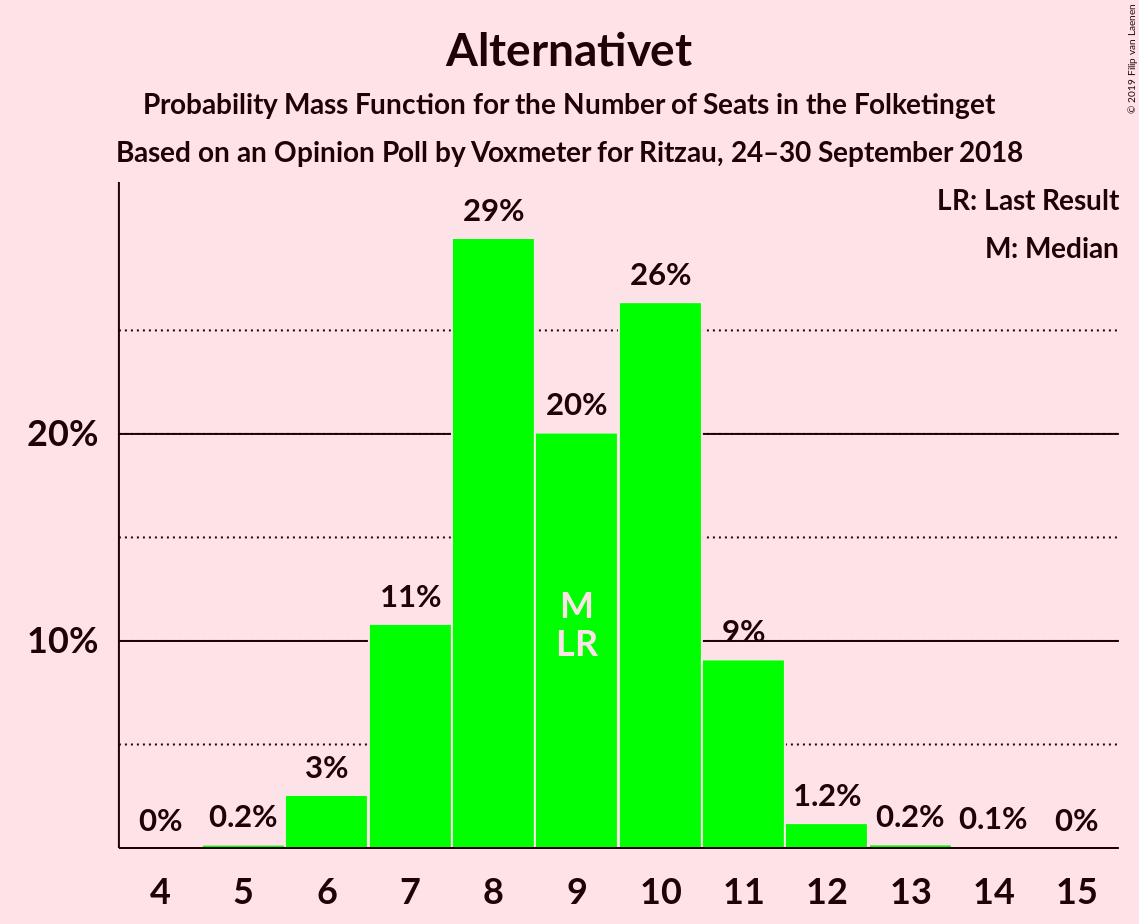 Alternativet
Probability Mass Function for the Number of Seats in the Folketinget
Based on an Opinion Poll by Voxmeter for Ritzau, 24–30 September 2018
© 2019 Filip van Laenen
LR: Last Result
M: Median
29%
26%
20%
20%
11%
M
LR
10%
9%
3%
0%
0.2%
1.2%
0.2%
0.1%
0%
4 5 6 7 8 9 10 11 12 13 14 15